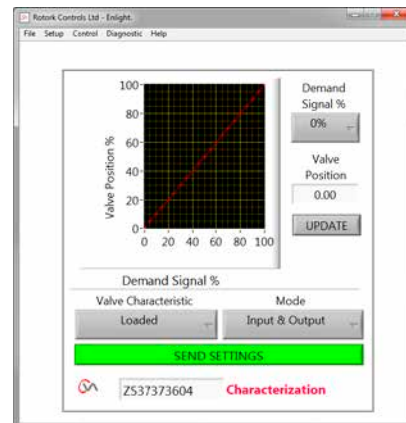 Rotork Controls Ltd - Enlight.
File Setup Control Diagnostic Help
100
80
60
40
20
0
Valve Position %
0 20 40 60 80 100
Demand Signal %
Demand
Signal %
0%
Valve
Position
0.00
UPDATE
Valve Characteristic
Loaded
Mode
Input & Output
SEND SETTINGS
ZS37373604
Characterization